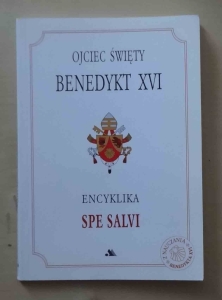 OJCIEC ŚWIĘTY
BENEDYKT XVI
ENCYKLIKA
SPE SALVI